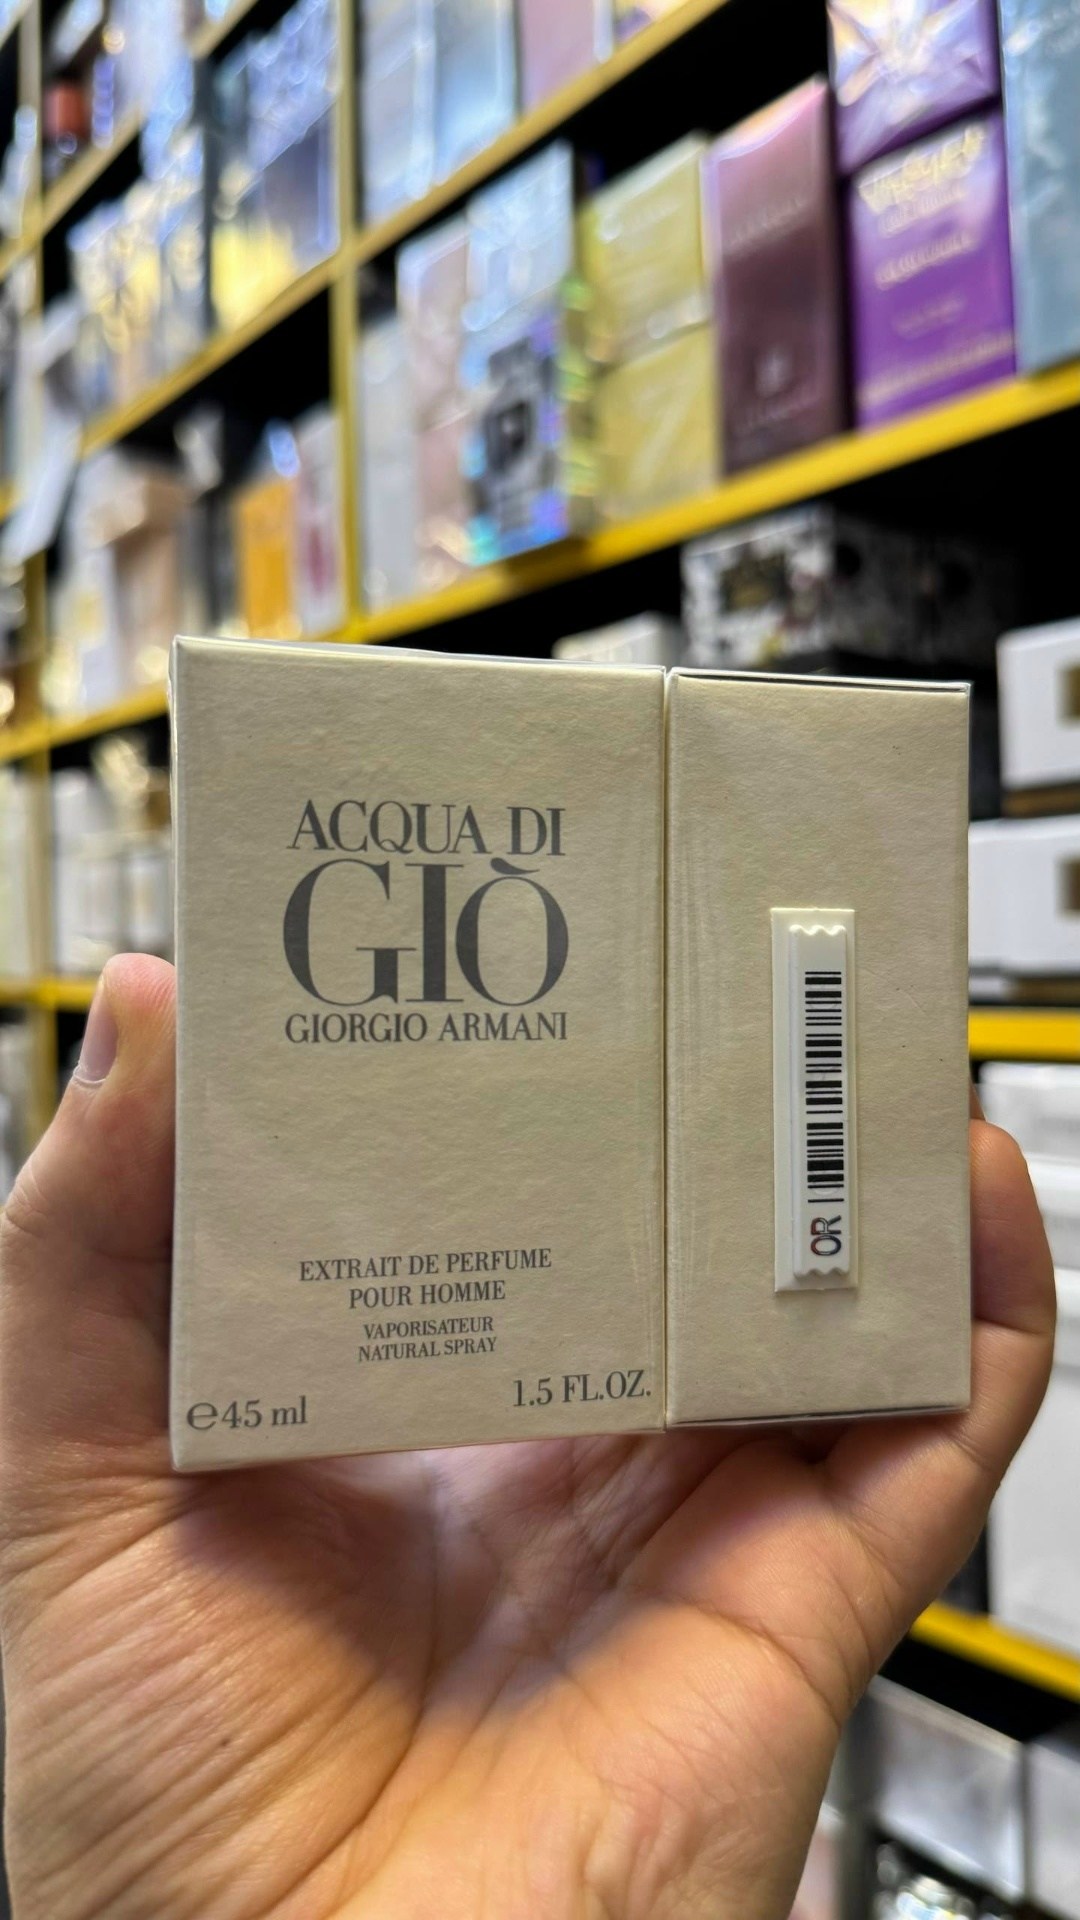 ACQUA DI
GIÒ
GIORGIO ARMANI
EXTRAIT DE PERFUME
POUR HOMME
VAPORISATEUR
NATURAL SPRAY
℮45 ml
1.5 FL.OZ.
OR